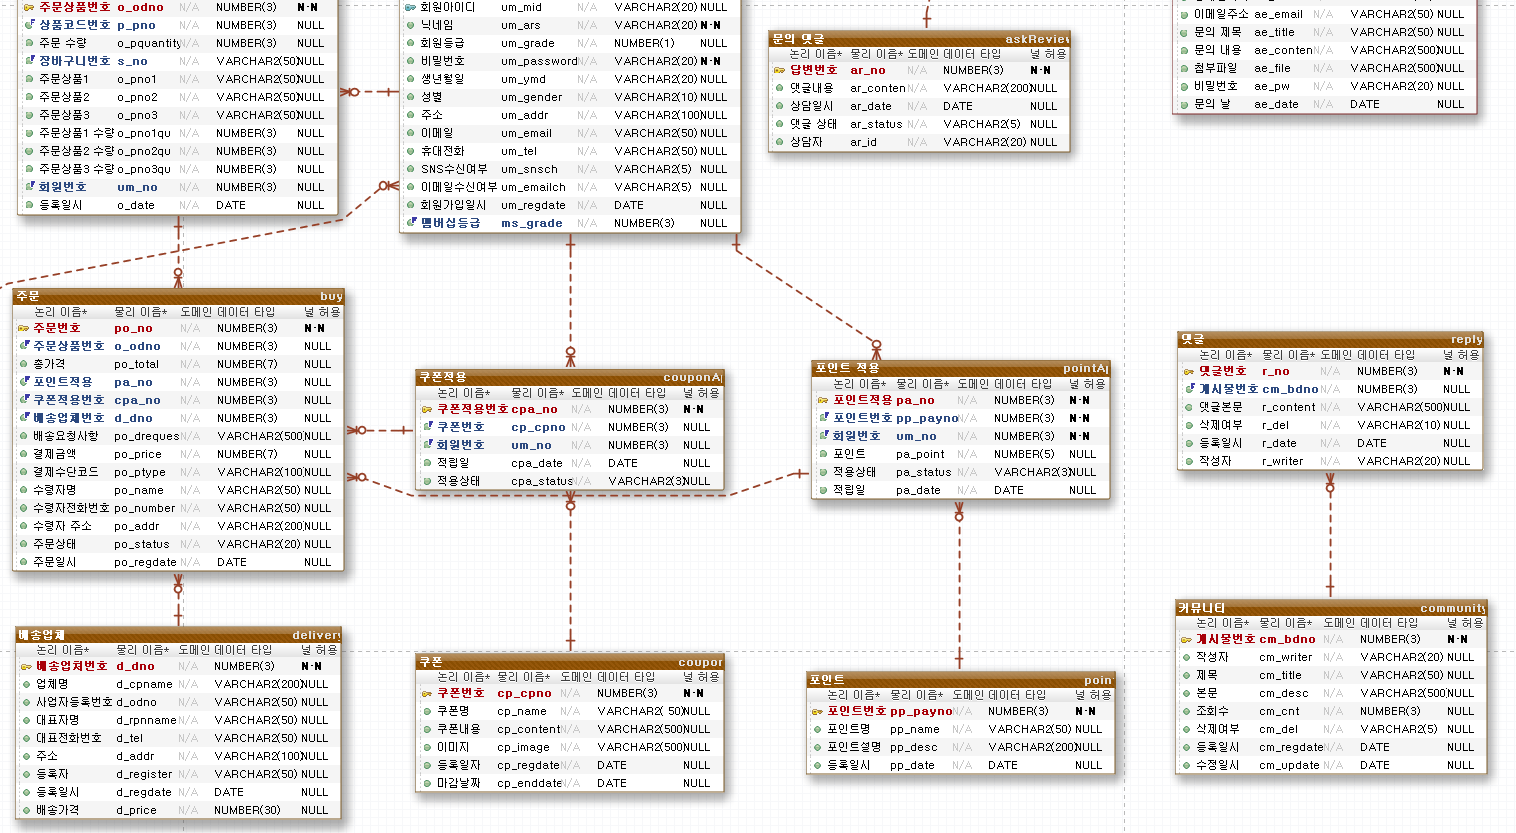 주문상품번호 o_odno N/A NUMBER(3) N-N
상품코드번호 p_pno N/A NUMBER(3) NULL
주문 수량 o_pquantity N/A NUMBER(3) NULL
장바구니번호 s_no N/A VARCHAR2(50) NULL
주문상품1 o_pno1 N/A VARCHAR2(50) NULL
주문상품2 o_pno2 N/A VARCHAR2(50) NULL
주문상품3 o_pno3 N/A VARCHAR2(50) NULL
주문상품1 수량 o_pno1qu N/A NUMBER(3) NULL
주문상품2 수량 o_pno2qu N/A NUMBER(3) NULL
주문상품3 수량 o_pno3qu N/A NUMBER(3) NULL
회원번호 um_no N/A NUMBER(3) NULL
등록일시 o_date N/A DATE NULL
회원아이디 um_mid N/A VARCHAR2(20) NULL
닉네임 um_ars N/A VARCHAR2(20) N-N
회원등급 um_grade N/A NUMBER(1) NULL
비밀번호 um_password N/A VARCHAR2(20) N-N
생년월일 um_ymd N/A VARCHAR2(20) NULL
성별 um_gender N/A VARCHAR2(10) NULL
주소 um_addr N/A VARCHAR2(100) NULL
이메일 um_email N/A VARCHAR2(50) NULL
휴대전화 um_tel N/A VARCHAR2(50) NULL
SNS수신여부 um_snsch N/A VARCHAR2(5) NULL
이메일수신여부 um_emailch N/A VARCHAR2(5) NULL
회원가입일시 um_regdate N/A DATE NULL
멤버십등급 ms_grade N/A NUMBER(3) NULL
문의 댓글 askReview
논리 이름* 물리 이름* 도메인 데이터 타입 널 허용
답변번호 ar_no N/A NUMBER(3) N-N
댓글내용 ar_conten N/A VARCHAR2(200) NULL
상담일시 ar_date N/A DATE NULL
댓글 상태 ar_status N/A VARCHAR2(5) NULL
상담자 ar_id N/A VARCHAR2(20) NULL
이메일주소 ae_email N/A VARCHAR2(50) NULL
문의 제목 ae_title N/A VARCHAR2(50) NULL
문의 내용 ae_conten N/A VARCHAR2(500) NULL
첨부파일 ae_file N/A VARCHAR2(500) NULL
비밀번호 ae_pw N/A VARCHAR2(20) NULL
문의 날 ae_date N/A DATE NULL
주문 buy
논리 이름* 물리 이름* 도메인 데이터 타입 널 허용
주문번호 po_no N/A NUMBER(3) N-N
주문상품번호 o_odno N/A NUMBER(3) NULL
총가격 po_total N/A NUMBER(7) NULL
포인트적용 pa_no N/A NUMBER(3) NULL
쿠폰적용번호 cpa_no N/A NUMBER(3) NULL
배송업체번호 d_dno N/A NUMBER(3) NULL
배송요청사항 po_dreques N/A VARCHAR2(500) NULL
결제금액 po_price N/A NUMBER(7) NULL
결제수단코드 po_ptype N/A VARCHAR2(100) NULL
수령자명 po_name N/A VARCHAR2(50) NULL
수령자전화번호 po_number N/A VARCHAR2(50) NULL
수령자 주소 po_addr N/A VARCHAR2(200) NULL
주문상태 po_status N/A VARCHAR2(20) NULL
주문일시 po_regdate N/A DATE NULL
쿠폰적용 couponA
논리 이름* 물리 이름* 도메인 데이터 타입 널 허용
쿠폰적용번호 cpa_no N/A NUMBER(3) N-N
쿠폰번호 cp_cpno N/A NUMBER(3) NULL
회원번호 um_no N/A NUMBER(3) NULL
적립일 cpa_date N/A DATE NULL
적용상태 cpa_status N/A VARCHAR2(3) NULL
포인트 적용 pointA
논리 이름* 물리 이름* 도메인 데이터 타입 널 허용
포인트적용 pa_no N/A NUMBER(3) N-N
포인트번호 pp_payno N/A NUMBER(3) N-N
회원번호 um_no N/A NUMBER(3) N-N
포인트 pa_point N/A NUMBER(5) NULL
적용상태 pa_status N/A VARCHAR2(3) NULL
적립일 pa_date N/A DATE NULL
댓글 reply
논리 이름* 물리 이름* 도메인 데이터 타입 널 허용
댓글번호 r_no N/A NUMBER(3) N-N
게시물번호 cm_bdno N/A NUMBER(3) NULL
댓글본문 r_content N/A VARCHAR2(500) NULL
삭제여부 r_del N/A VARCHAR2(10) NULL
등록일시 r_date N/A DATE NULL
작성자 r_writer N/A VARCHAR2(20) NULL
배송업체 delivery
논리 이름* 물리 이름* 도메인 데이터 타입 널 허용
배송업체번호 d_dno N/A NUMBER(3) N-N
업체명 d_cpname N/A VARCHAR2(200) NULL
사업자등록번호 d_odno N/A VARCHAR2(50) NULL
대표자명 d_rpnname N/A VARCHAR2(50) NULL
대표전화번호 d_tel N/A VARCHAR2(50) NULL
주소 d_addr N/A VARCHAR2(100) NULL
등록자 d_register N/A VARCHAR2(50) NULL
등록일시 d_regdate N/A DATE NULL
배송가격 d_price N/A NUMBER(30) NULL
쿠폰 coupor
논리 이름* 물리 이름* 도메인 데이터 타입 널 허용
쿠폰번호 cp_cpno N/A NUMBER(3) N-N
쿠폰명 cp_name N/A VARCHAR2( 50) NULL
쿠폰내용 cp_content N/A VARCHAR2(500) NULL
이미지 cp_image N/A VARCHAR2(500) NULL
등록일자 cp_regdate N/A DATE NULL
마감날짜 cp_enddate N/A DATE NULL
포인트 poin
논리 이름* 물리 이름* 도메인 데이터 타입 널 허용
포인트번호 pp_payno N/A NUMBER(3) N-N
포인트명 pp_name N/A VARCHAR2(50) NULL
포인트설명 pp_desc N/A VARCHAR2(200) NULL
등록일시 pp_date N/A DATE NULL
커뮤니티 community
논리 이름* 물리 이름* 도메인 데이터 타입 널 허용
게시물번호 cm_bdno N/A NUMBER(3) N-N
작성자 cm_writer N/A VARCHAR2(20) NULL
제목 cm_title N/A VARCHAR2(50) NULL
본문 cm_desc N/A VARCHAR2(500) NULL
조회수 cm_cnt N/A NUMBER(3) NULL
삭제여부 cm_del N/A VARCHAR2(5) NULL
등록일시 cm_regdate N/A DATE NULL
수정일시 cm_update N/A DATE NULL